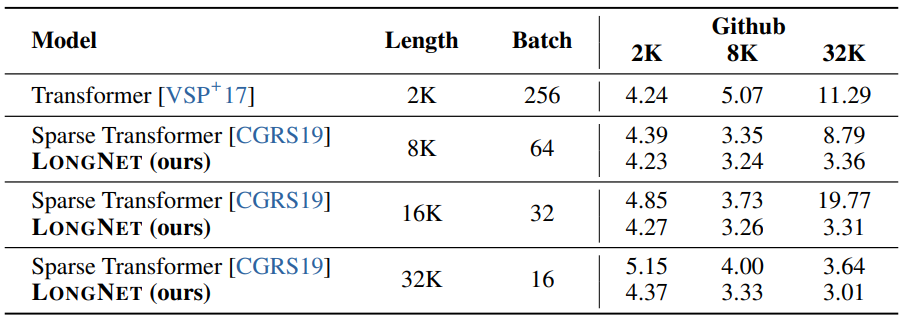 Model Length Batch Github
2K 8K 32K
Transformer [VSP+17] 2K 256 4.24 5.07 11.29
Sparse Transformer [CGRS19] 8K 64 4.39 3.35 8.79
LONGNET (ours) 4.23 3.24 3.36
Sparse Transformer [CGRS19] 16K 32 4.85 3.73 19.77
LONGNET (ours) 4.27 3.26 3.31
Sparse Transformer [CGRS19] 32K 16 5.15 4.00 3.64
LONGNET (ours) 4.37 3.33 3.01